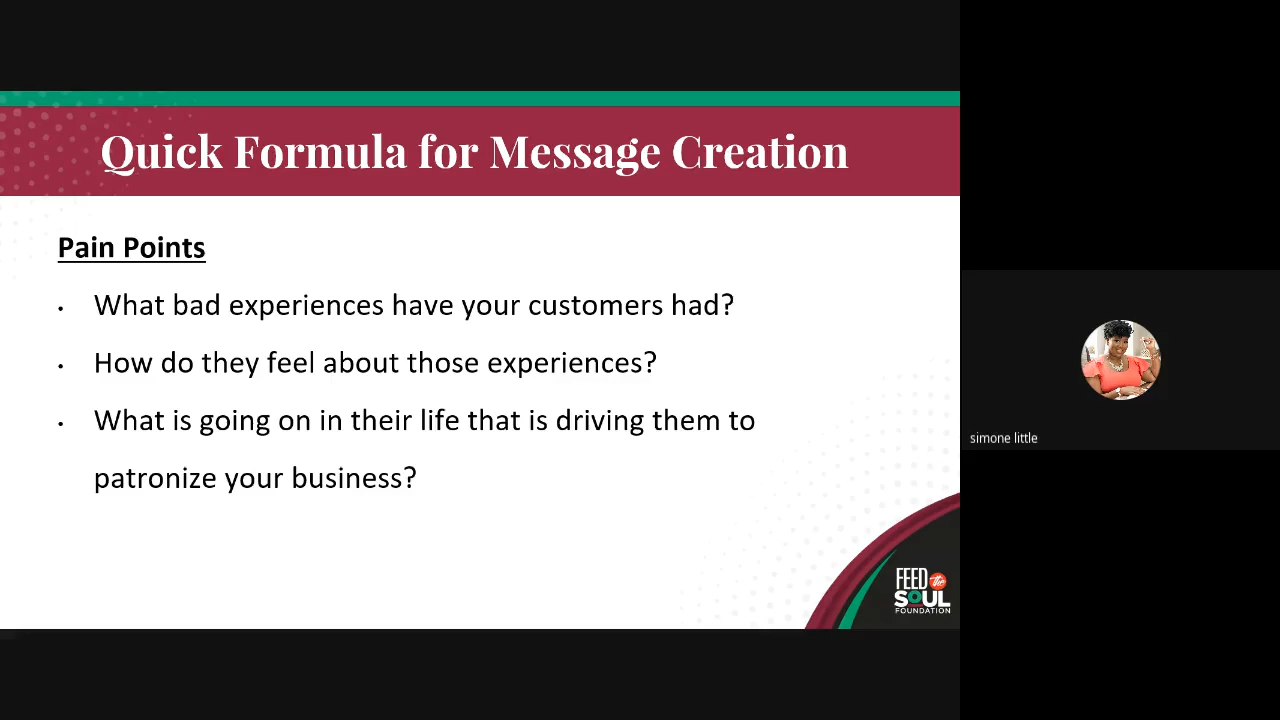 Quick Formula for Message Creation
Pain Points
• What bad experiences have your customers had?
• How do they feel about those experiences?
• What is going on in their life that is driving them to
patronize your business?
FEED the
SOUL
FOUNDATION
simone little